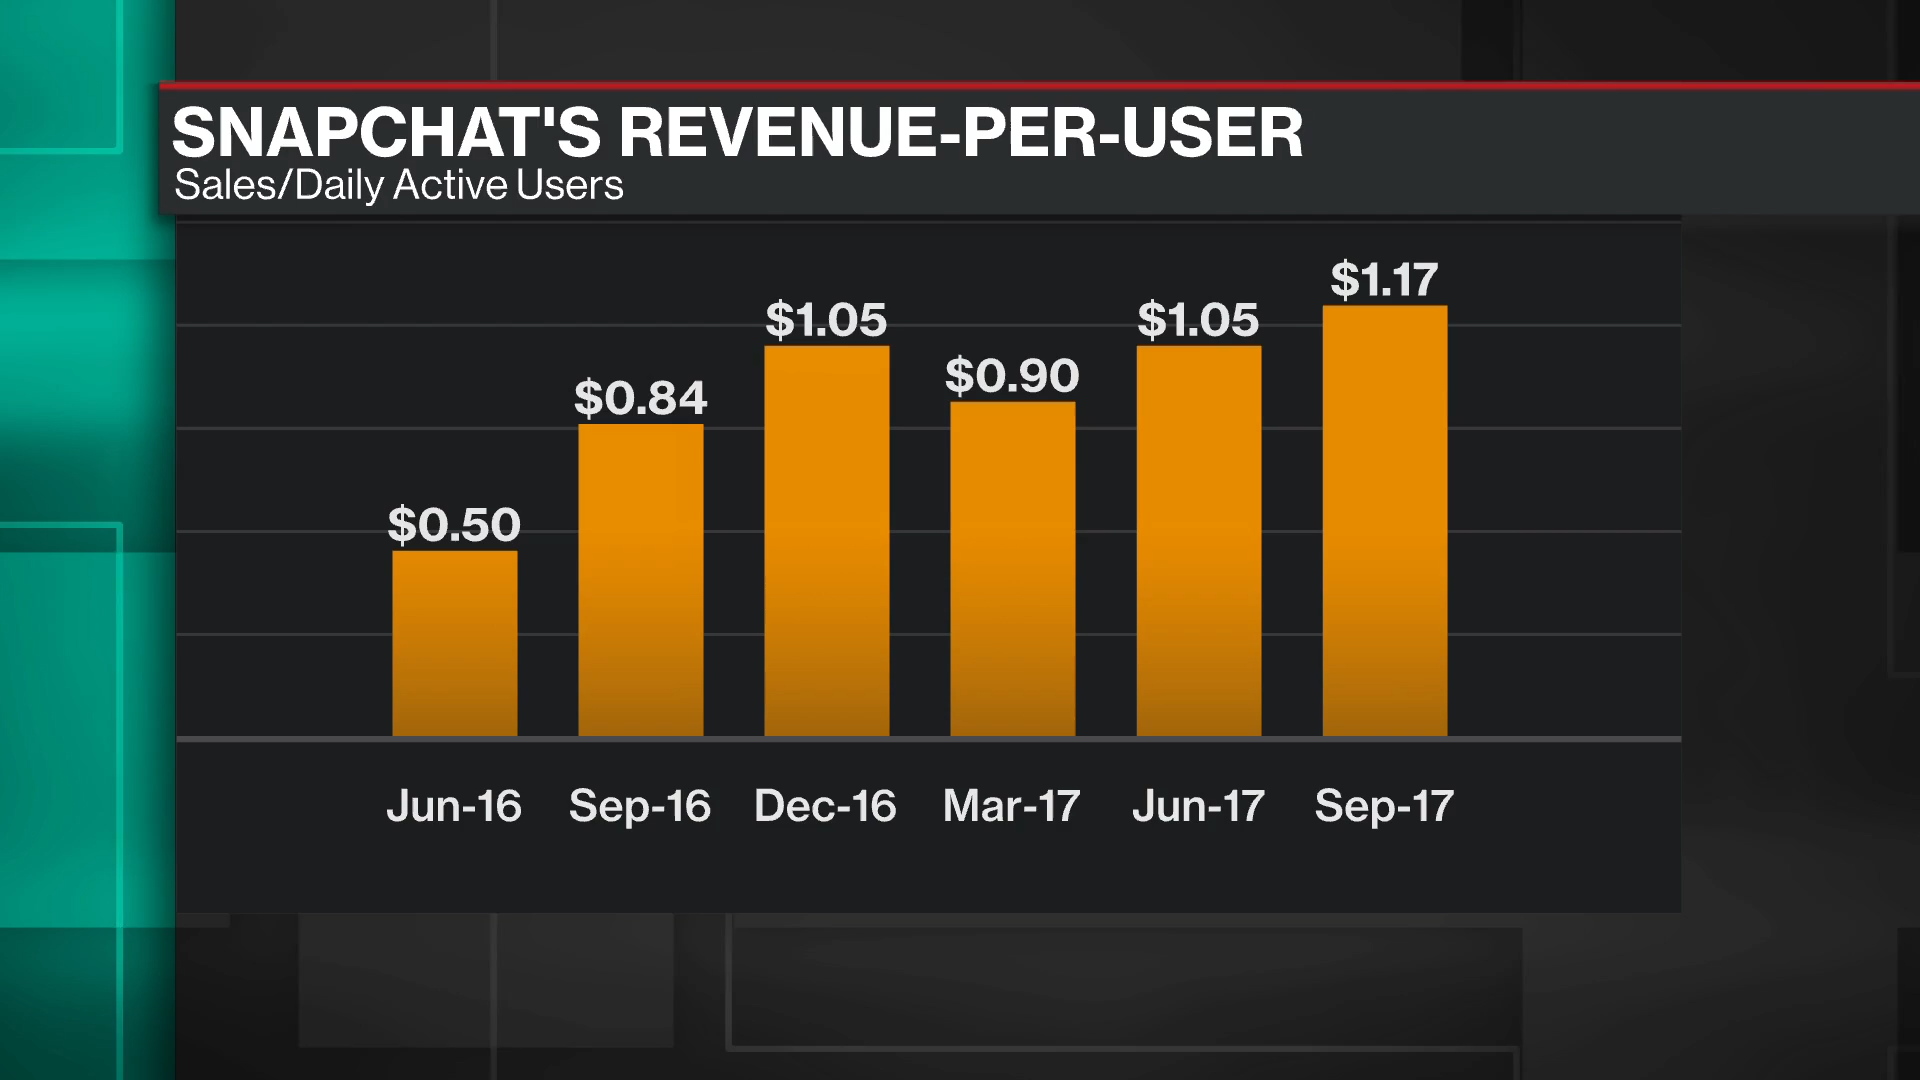 SNAPCHAT'S REVENUE-PER-USER
Sales/Daily Active Users
$0.50
$0.84
$1.05
$0.90
$1.05
$1.17
Jun-16 Sep-16 Dec-16 Mar-17 Jun-17 Sep-17